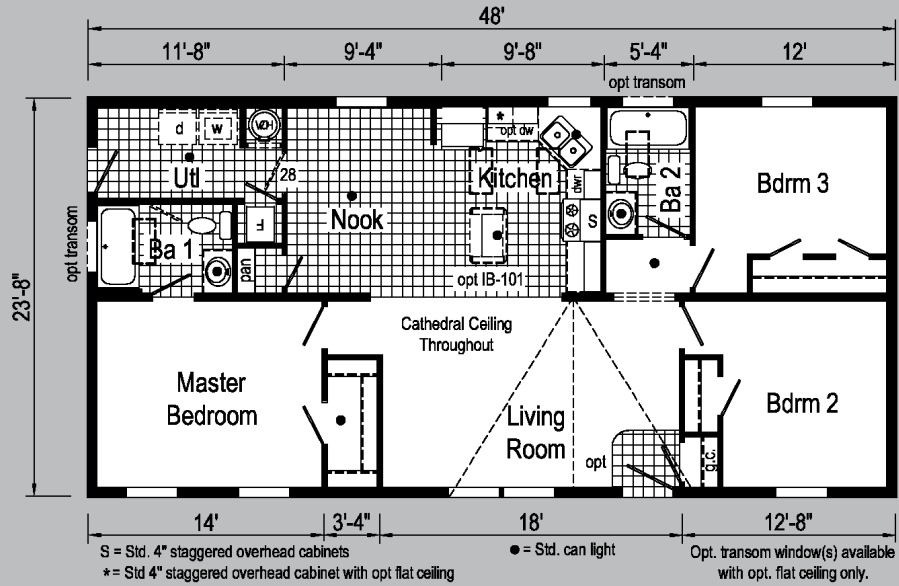 48'
11'-8"
9'-4"
9'-8"
5'-4"
12'
opt transom
d
w
WH
*
opt dw
Utl
28
Kitchen
dwr
Ba 2
Bdrm 3
Nook
S
opt transom
Ba 1
F
pan
opt IB-101
23'-8"
Cathedral Ceiling
Throughout
Master
Bedroom
Living
Room
Bdrm 2
opt
g.c.
14'
3'-4"
18'
12'-8"
S = Std. 4" staggered overhead cabinets
● = Std. can light
Opt. transom window(s) available
* = Std 4" staggered overhead cabinet with opt flat ceiling
with opt. flat ceiling only.